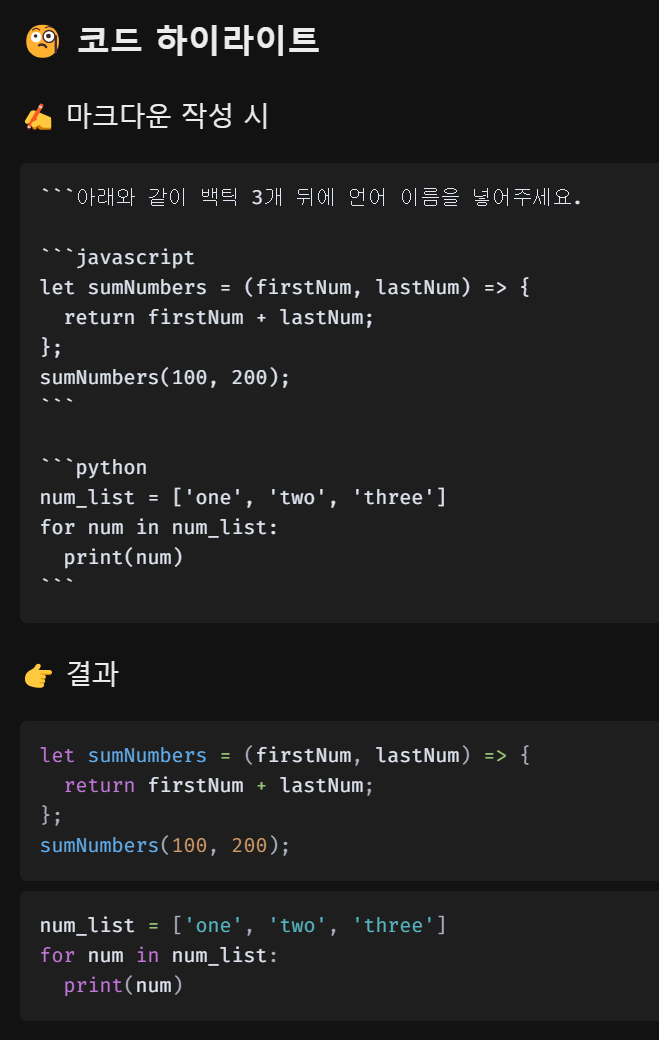 🧐 코드 하이라이트
✍️ 마크다운 작성 시
```아래와 같이 백틱 3개 뒤에 언어 이름을 넣어주세요.
```javascript
let sumNumbers = (firstNum, lastNum) => {
  return firstNum + lastNum;
};
sumNumbers(100, 200);
```
```python
num_list = ['one', 'two', 'three']
for num in num_list:
  print(num)
```
👉 결과
let sumNumbers = (firstNum, lastNum) => {
  return firstNum + lastNum;
};
sumNumbers(100, 200);
num_list = ['one', 'two', 'three']
for num in num_list:
  print(num)